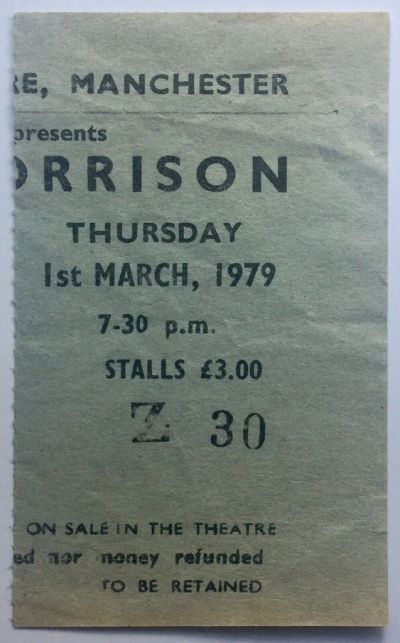 RE, MANCHESTER
presents
ORRISON
THURSDAY
1st MARCH, 1979
7-30 p.m.
STALLS £3.00
Z 30
ON SALE IN THE THEATRE
ed nor money refunded
TO BE RETAINED